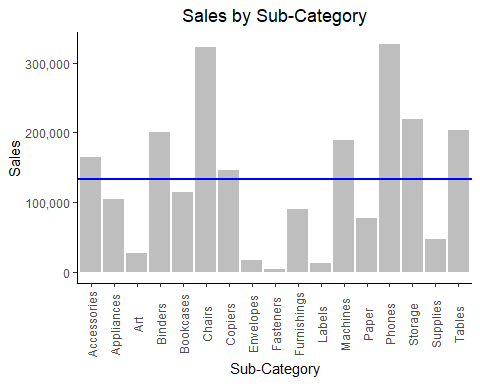 Sales by Sub-Category
Sales
300,000
200,000
100,000
0
Accessories
Appliances
Art
Binders
Bookcases
Chairs
Copiers
Envelopes
Fasteners
Furnishings
Labels
Machines
Paper
Phones
Storage
Supplies
Tables
Sub-Category